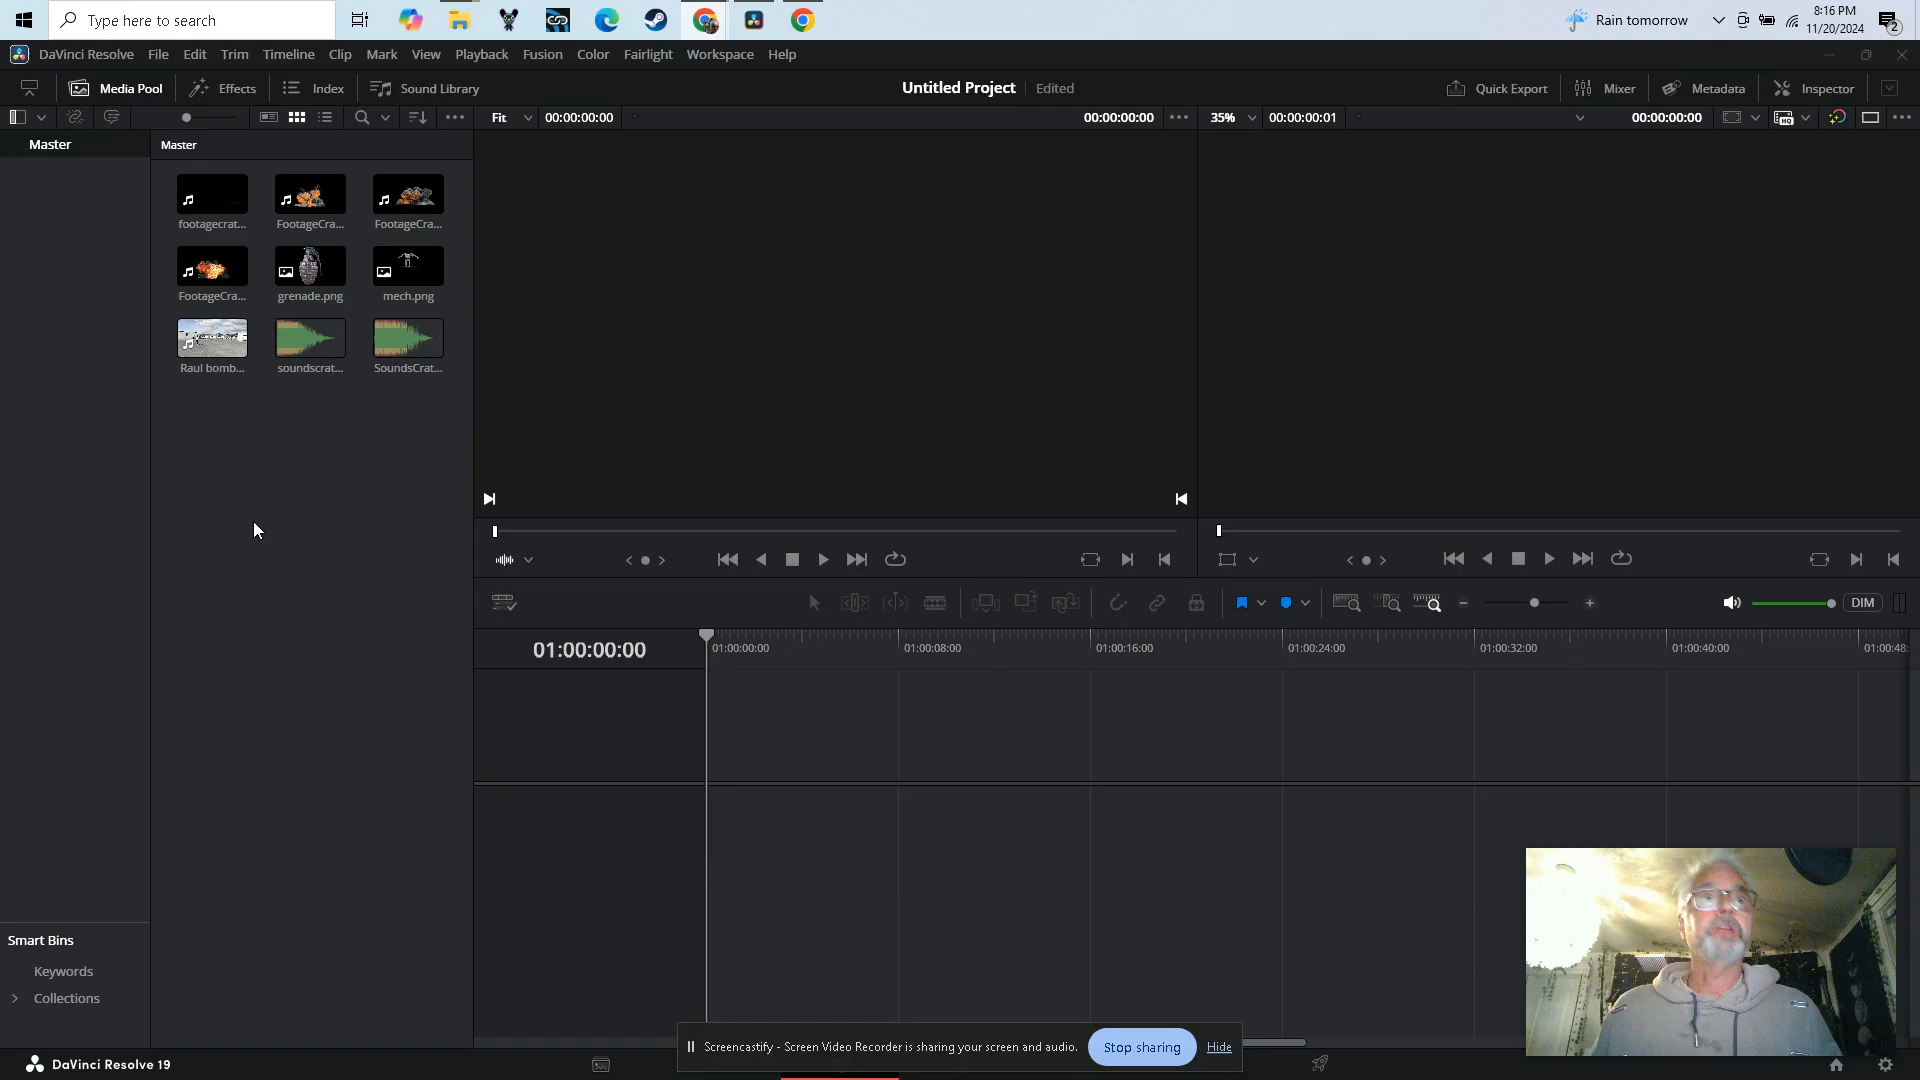 Type here to search
Rain tomorrow
8:16 PM
11/20/2024
2
DaVinci Resolve File Edit Trim Timeline Clip Mark View Playback Fusion Color Fairlight Workspace Help
Media Pool Effects Index Sound Library
Untitled Project Edited
Quick Export Mixer Metadata Inspector
Fit 00:00:00:00 00:00:00:00 35% 00:00:00:01 00:00:00:00
Master
Master
footagecrat... FootageCra... FootageCra...
FootageCra... grenade.png mech.png
Raul bomb... soundscrat... SoundsCrat...
DIM
01:00:00:00
01:00:00:00 01:00:08:00 01:00:16:00 01:00:24:00 01:00:32:00 01:00:40:00 01:00:48:
Smart Bins
Keywords
Collections
Screencastify - Screen Video Recorder is sharing your screen and audio. Stop sharing Hide
DaVinci Resolve 19